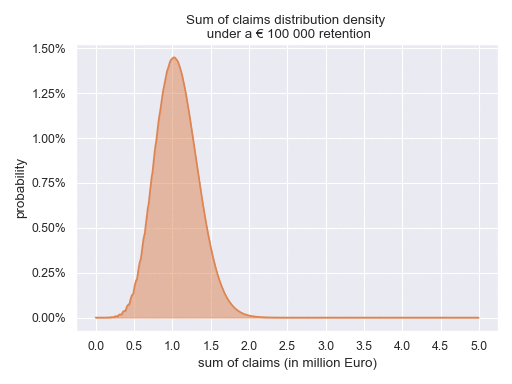 Sum of claims distribution density
under a € 100 000 retention
1.50%
1.25%
1.00%
0.75%
0.50%
0.25%
0.00%
probability
0.0 0.5 1.0 1.5 2.0 2.5 3.0 3.5 4.0 4.5 5.0
sum of claims (in million Euro)